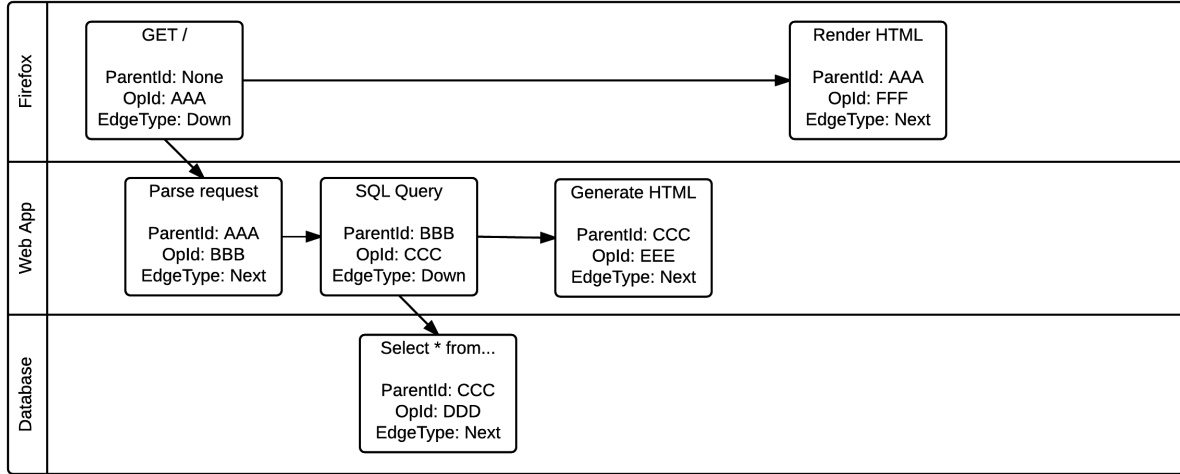 Firefox
GET /
ParentId: None
OpId: AAA
EdgeType: Down
Render HTML
ParentId: AAA
OpId: FFF
EdgeType: Next
Web App
Parse request
ParentId: AAA
OpId: BBB
EdgeType: Next
SQL Query
ParentId: BBB
OpId: CCC
EdgeType: Down
Generate HTML
ParentId: CCC
OpId: EEE
EdgeType: Next
Database
Select * from...
ParentId: CCC
OpId: DDD
EdgeType: Next